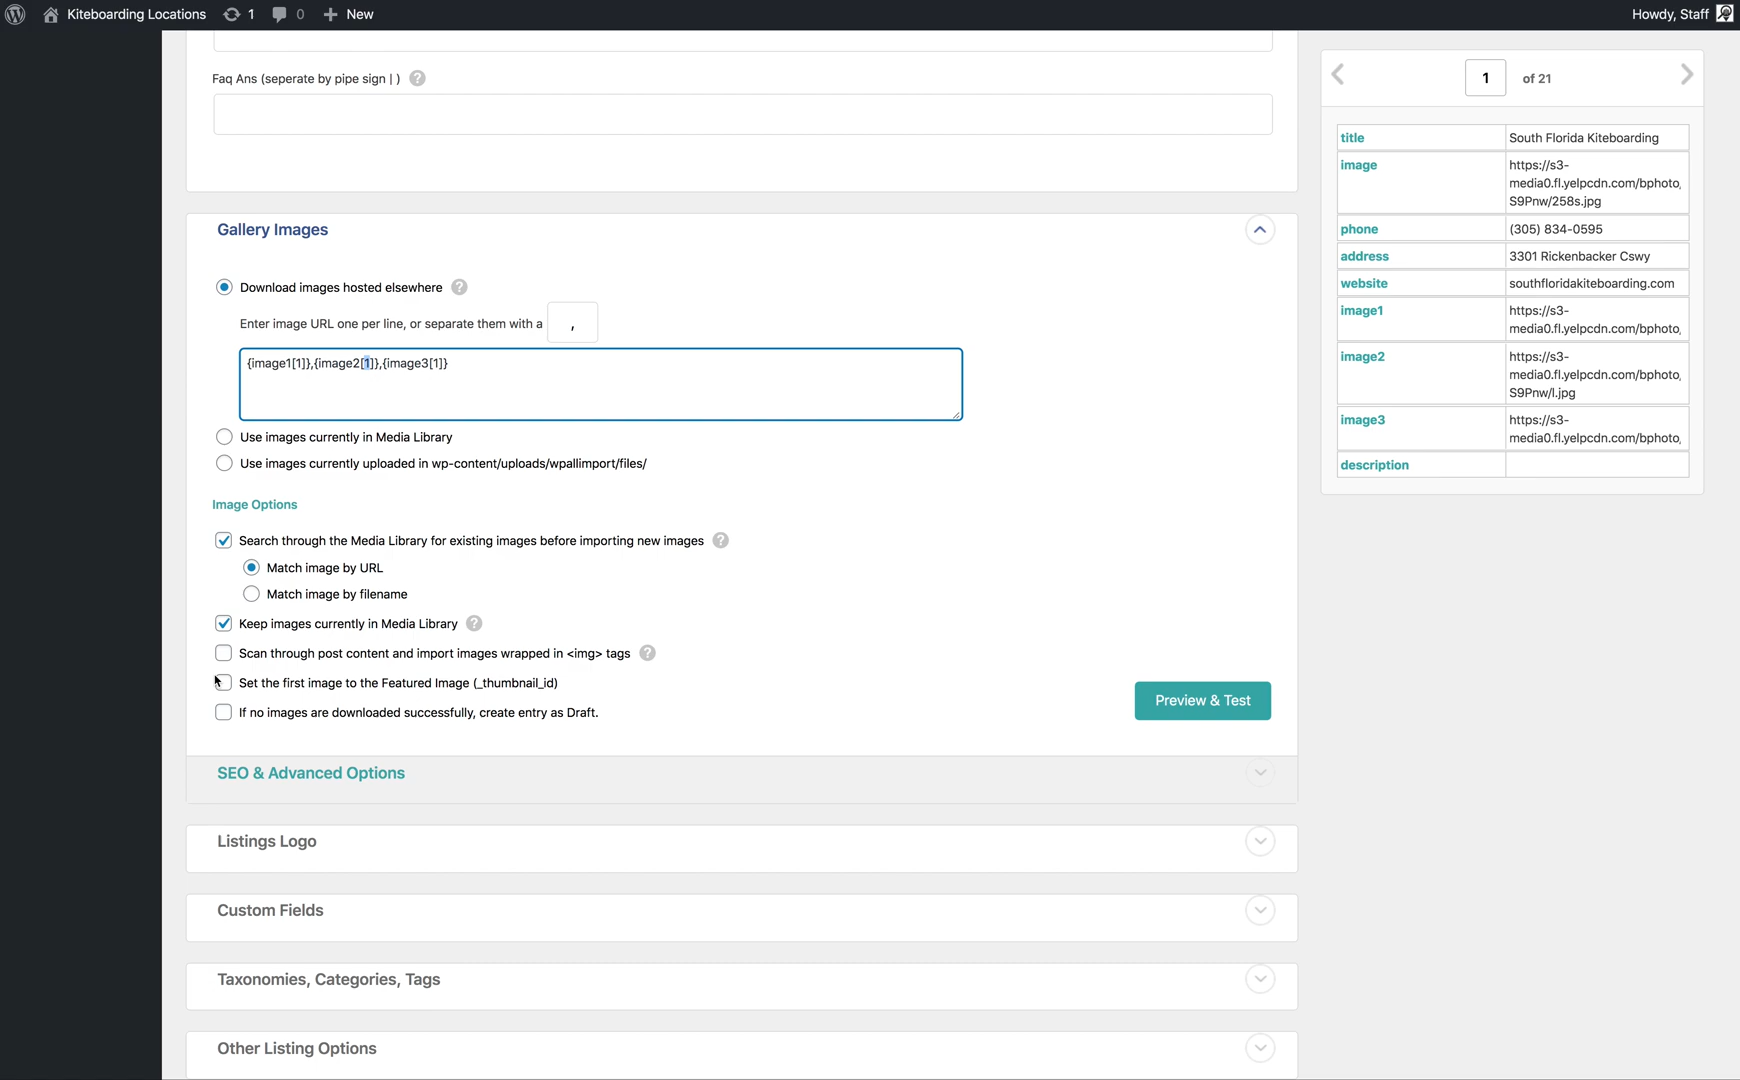 Kiteboarding Locations 1 0 + New Howdy, Staff
Faq Ans (seperate by pipe sign | ) ?
Gallery Images
Download images hosted elsewhere ?
Enter image URL one per line, or separate them with a ,
{image1[1]},{image2[1]},{image3[1]}
Use images currently in Media Library
Use images currently uploaded in wp-content/uploads/wpallimport/files/
Image Options
Search through the Media Library for existing images before importing new images ?
Match image by URL
Match image by filename
Keep images currently in Media Library ?
Scan through post content and import images wrapped in <img> tags ?
Set the first image to the Featured Image (_thumbnail_id)
If no images are downloaded successfully, create entry as Draft.
Preview & Test
SEO & Advanced Options
Listings Logo
Custom Fields
Taxonomies, Categories, Tags
Other Listing Options
1 of 21
title South Florida Kiteboarding
image https://s3-
media0.fl.yelpcdn.com/bphoto,
S9Pnw/258s.jpg
phone (305) 834-0595
address 3301 Rickenbacker Cswy
website southfloridakiteboarding.com
image1 https://s3-
media0.fl.yelpcdn.com/bphoto,
image2 https://s3-
media0.fl.yelpcdn.com/bphoto,
S9Pnw/l.jpg
image3 https://s3-
media0.fl.yelpcdn.com/bphoto,
description